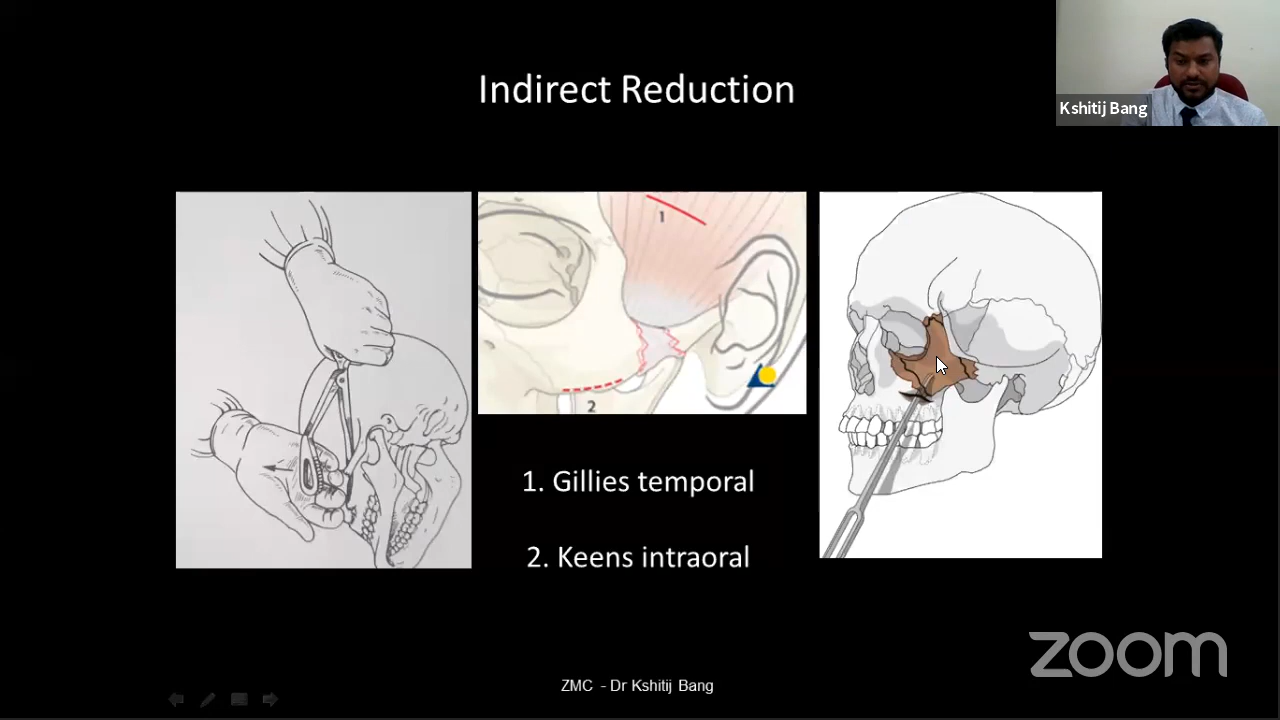 Indirect Reduction
Kshitij Bang
1
2
1. Gillies temporal
2. Keens intraoral
zoom
ZMC - Dr Kshitij Bang